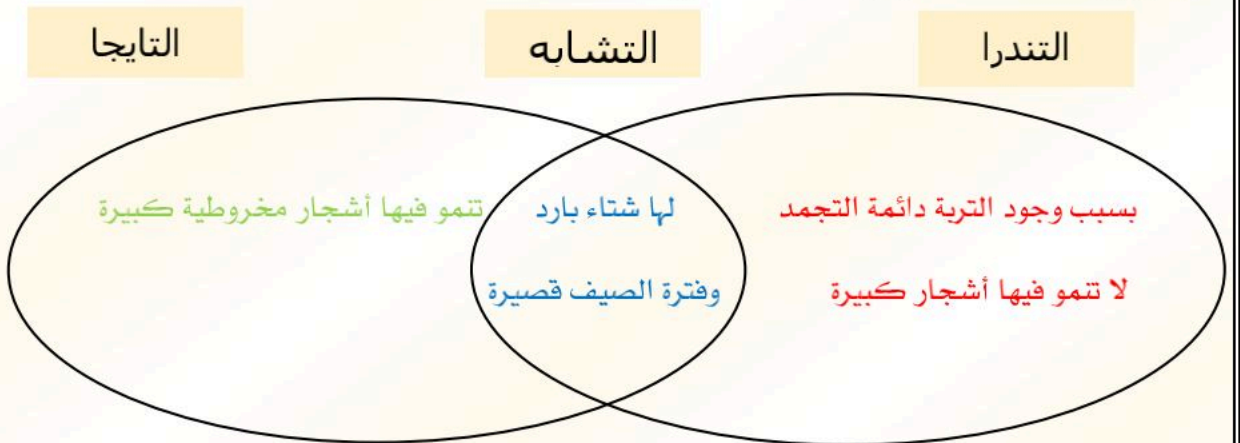 التندرا
التشابه
التايجا
بسبب وجود التربة دائمة التجمد
لا تنمو فيها أشجار كبيرة
لها شتاء بارد
وفترة الصيف قصيرة
تنمو فيها أشجار مخروطية كبيرة